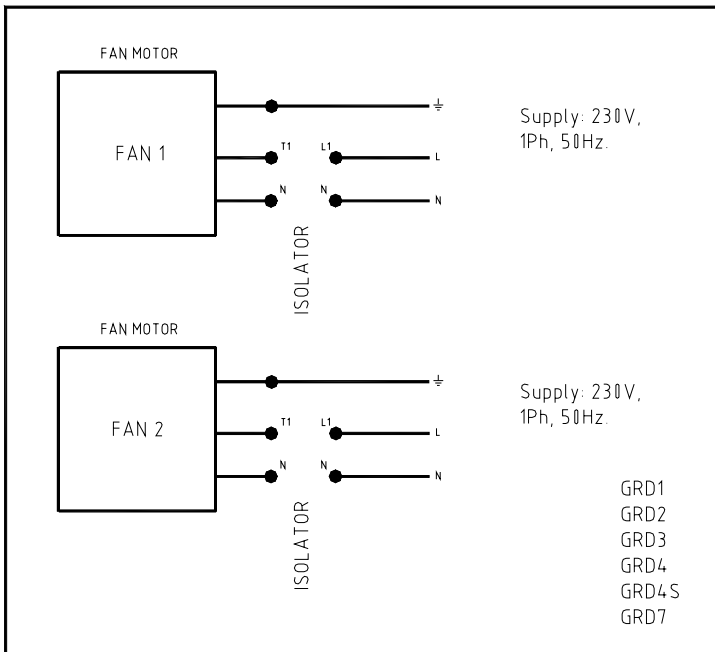 FAN MOTOR
FAN 1
T1 L1
L
N N
N
ISOLATOR
Supply: 230V,
1Ph, 50Hz.
FAN MOTOR
FAN 2
T1 L1
L
N N
N
ISOLATOR
Supply: 230V,
1Ph, 50Hz.
GRD1
GRD2
GRD3
GRD4
GRD4S
GRD7